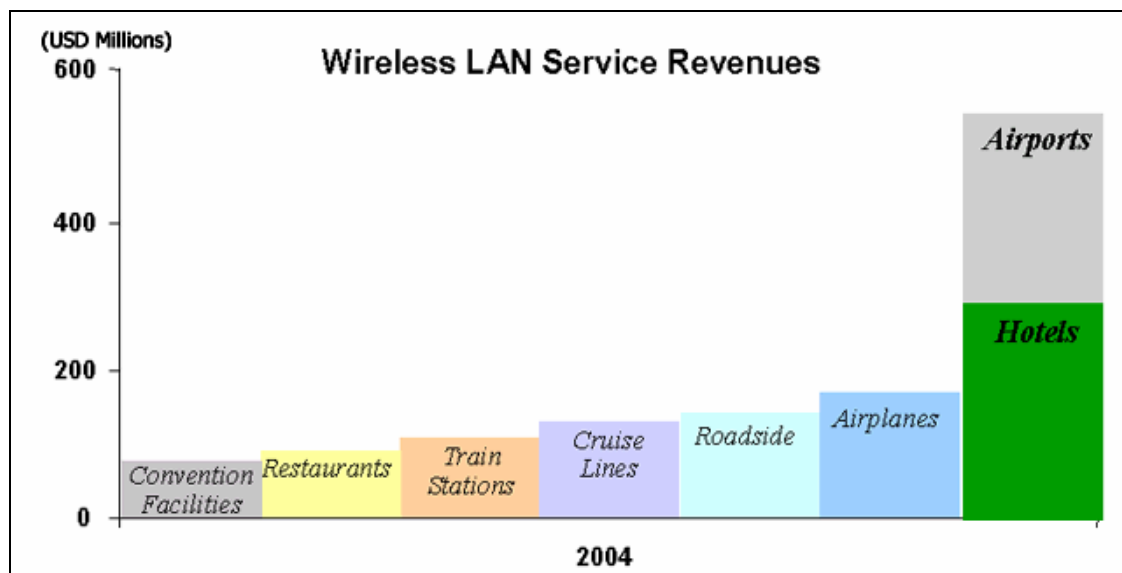 (USD Millions)
Wireless LAN Service Revenues
600
400
200
0
Convention
Facilities
Restaurants
Train
Stations
Cruise
Lines
Roadside
Airplanes
Airports
Hotels
2004